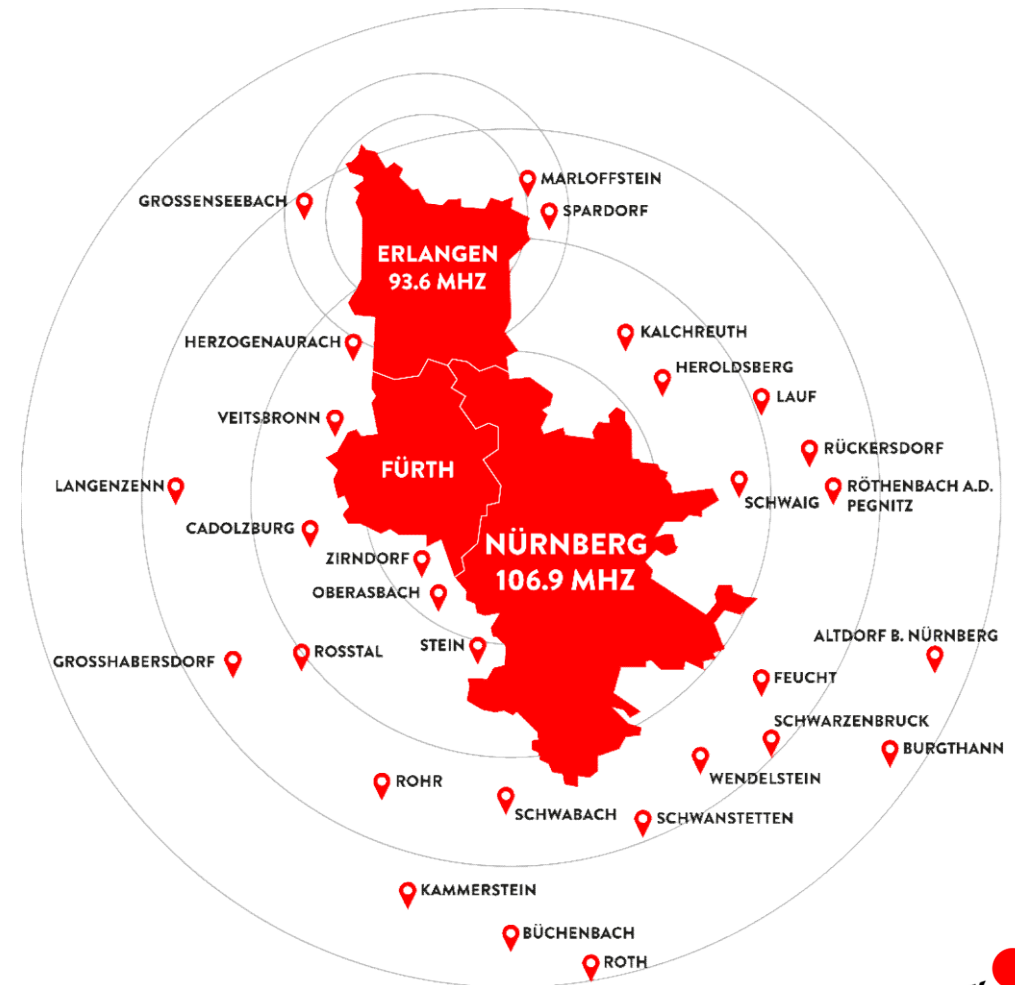 MARLOFFSTEIN
GROSSENSEEBACH
SPARDORF
ERLANGEN
93.6 MHZ
KALCHREUTH
HERZOGENAURACH
HEROLDSBERG
LAUF
VEITSBRONN
RÜCKERSDORF
FÜRTH
LANGENZENN
RÖTHENBACH A.D.
PEGNITZ
SCHWAIG
CADOLZBURG
NÜRNBERG
106.9 MHZ
ZIRNDORF
OBERASBACH
ALTDORF B. NÜRNBERG
STEIN
ROSSTAL
GROSSHABERSDORF
FEUCHT
SCHWARZENBRUCK
BURGTHANN
WENDELSTEIN
ROHR
SCHWABACH
SCHWANSTETTEN
KAMMERSTEIN
BÜCHENBACH
ROTH